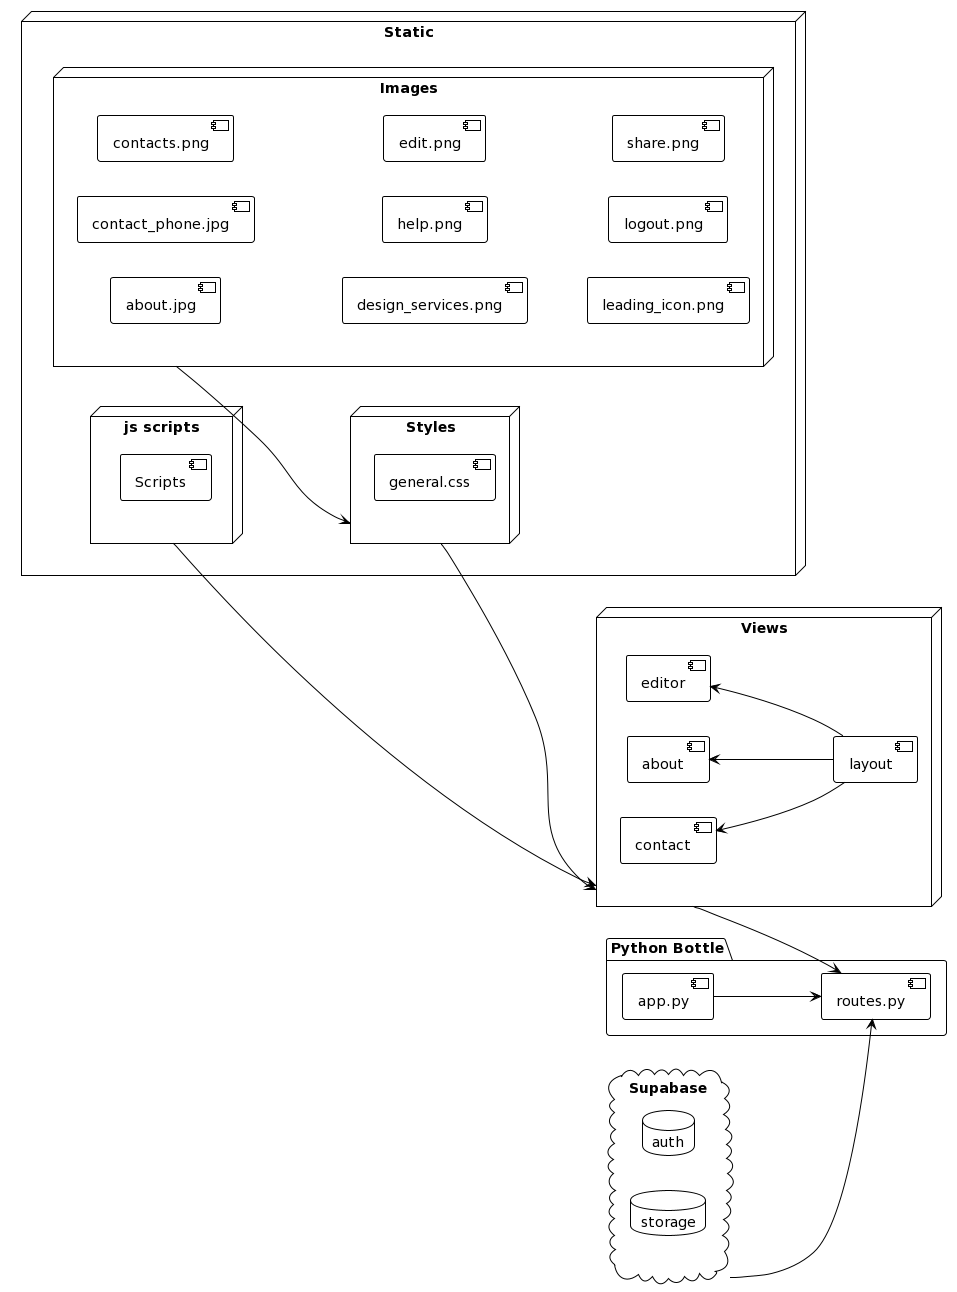 Static
Images
contacts.png
edit.png
share.png
contact_phone.jpg
help.png
logout.png
about.jpg
design_services.png
leading_icon.png
js scripts
Styles
Scripts
general.css
Views
editor
about
layout
contact
Python Bottle
app.py
routes.py
Supabase
auth
storage